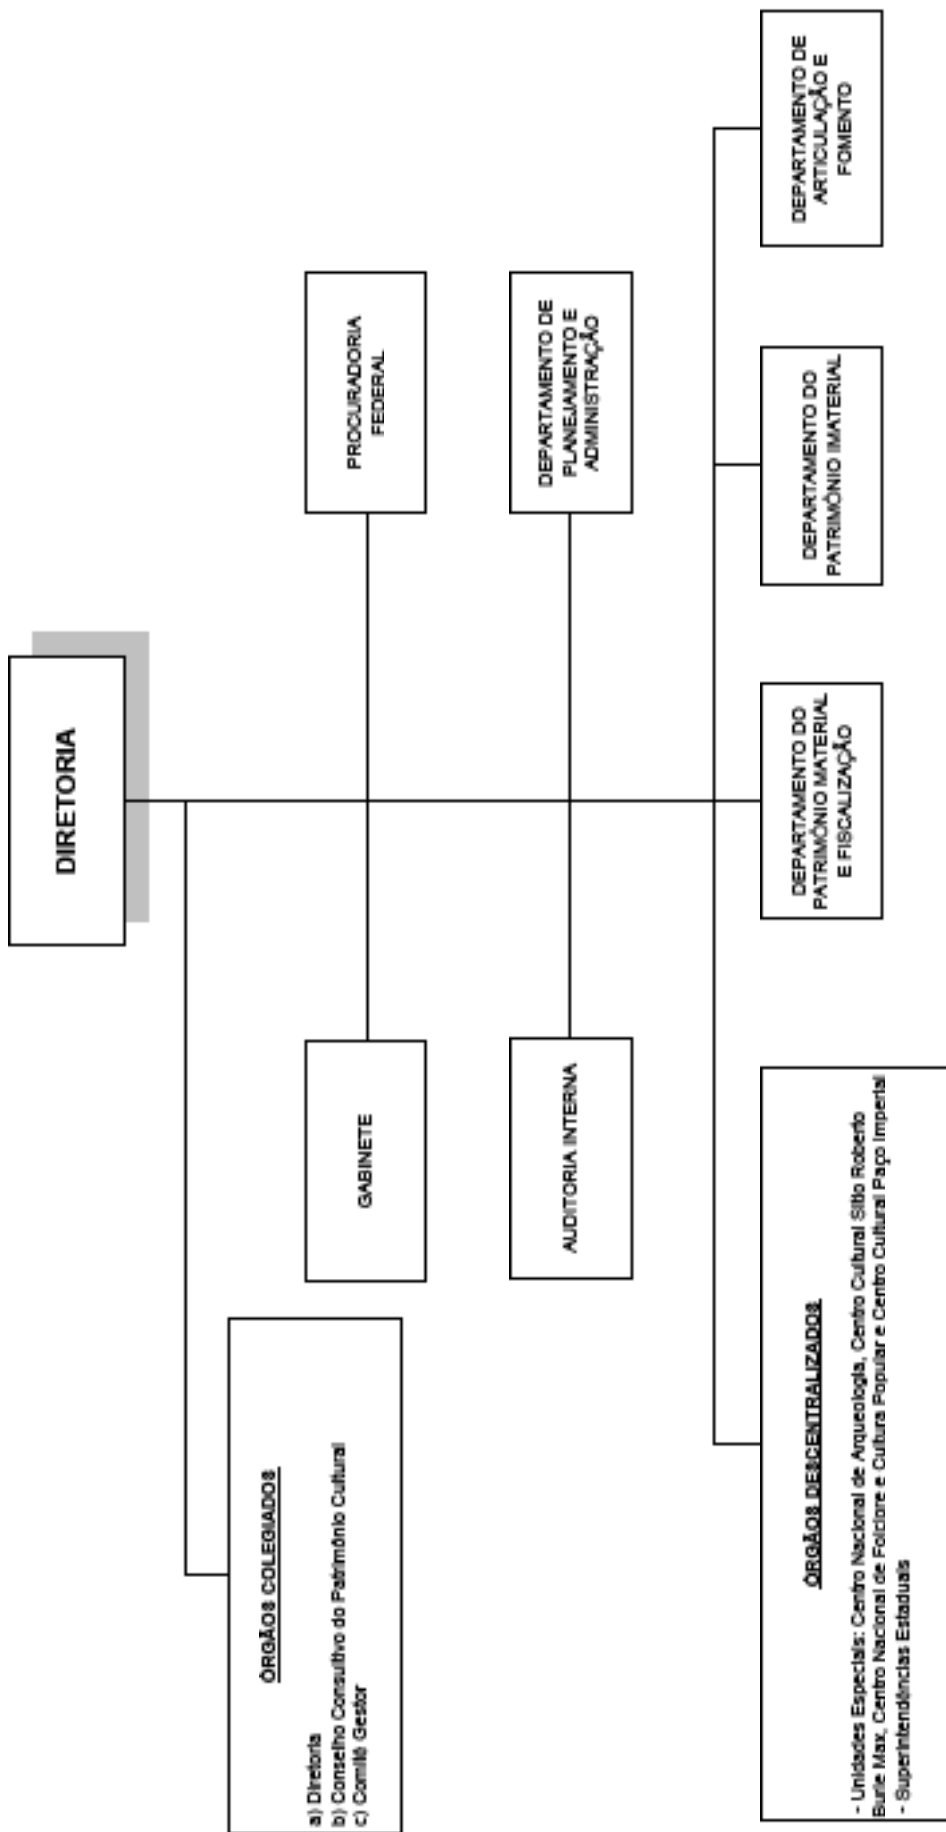 DIRETORIA
ÓRGÃOS COLEGIADOS
a) Diretoria
b) Conselho Consultivo do Patrimônio Cultural
c) Comitê Gestor
GABINETE
PROCURADORIA
FEDERAL
AUDITORIA INTERNA
DEPARTAMENTO DE
PLANEJAMENTO E
ADMINISTRAÇÃO
ÓRGÃOS DESCENTRALIZADOS
- Unidades Especiais: Centro Nacional de Arqueologia, Centro Cultural Sítio Roberto
Burle Max, Centro Nacional de Folclore e Cultura Popular e Centro Cultural Paço Imperial
- Superintendências Estaduais
DEPARTAMENTO DO
PATRIMÔNIO MATERIAL
E FISCALIZAÇÃO
DEPARTAMENTO DO
PATRIMÔNIO IMATERIAL
DEPARTAMENTO DE
ARTICULAÇÃO E
FOMENTO